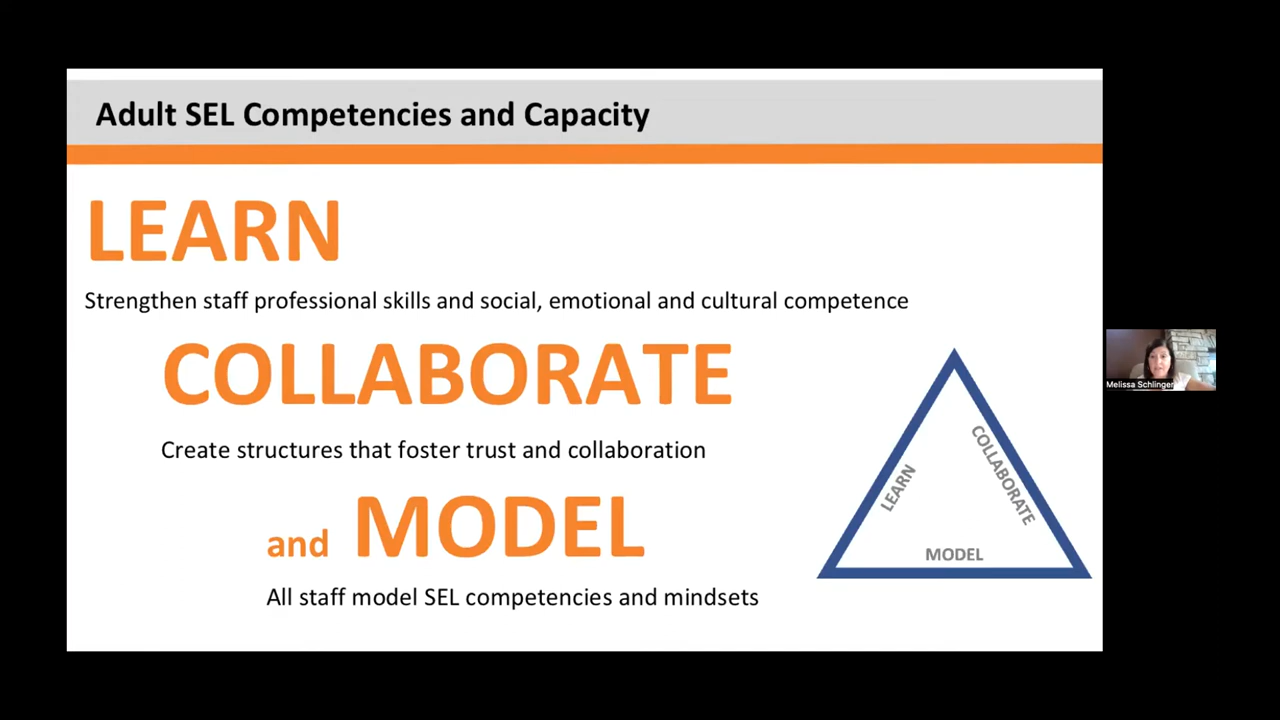 Adult SEL Competencies and Capacity
LEARN
Strengthen staff professional skills and social, emotional and cultural competence
COLLABORATE
Create structures that foster trust and collaboration
and MODEL
All staff model SEL competencies and mindsets
LEARN
COLLABORATE
MODEL
Melissa Schlinger